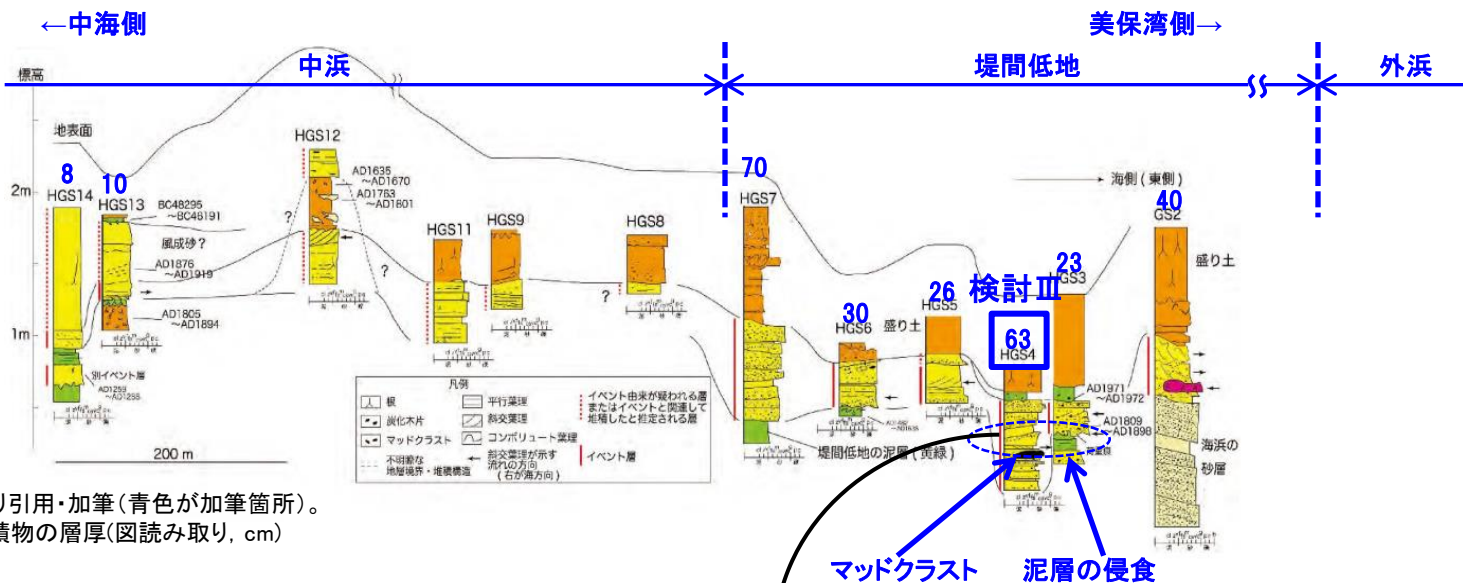 ←中海側
美保湾側→
中浜
堤間低地
外浜
標高
地表面
2m
1m
8
HGS14
10
HGS13
BC48295
～BC48191
風成砂?
AD1876
～AD1919
AD1805
～AD1894
別イベント層
HGS12
AD1635
～AD1670
AD1763
～AD1801
?
?
HGS11
HGS9
HGS8
?
70
HGS7
→ 海側(東側)
30
HGS6
盛り土
26
HGS5
検討Ⅲ
63
HGS4
23
HGS3
AD1971
～AD1972
AD1809
～AD1898
40
GS2
盛り土
海浜の
砂層
堤間低地の泥層(黄緑)
200 m
凡例
根
炭化木片
マッドクラスト
不明瞭な
地層境界・堆積構造
平行葉理
斜交葉理
コンボリュート葉理
斜交葉理が示す
流れの方向
(右が海方向)
イベント由来が疑われる層
またはイベントと関連して
堆積したと推定される層
イベント層
マッドクラスト
泥層の侵食
り引用・加筆(青色が加筆箇所)。
積物の層厚(図読み取り, cm)